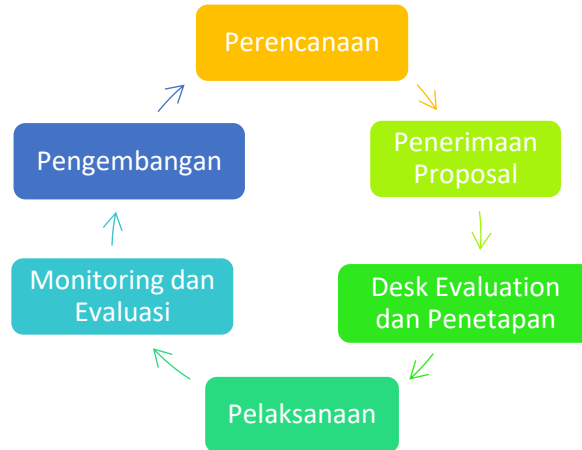 Perencanaan
Penerimaan
Proposal
Desk Evaluation
dan Penetapan
Pelaksanaan
Monitoring dan
Evaluasi
Pengembangan